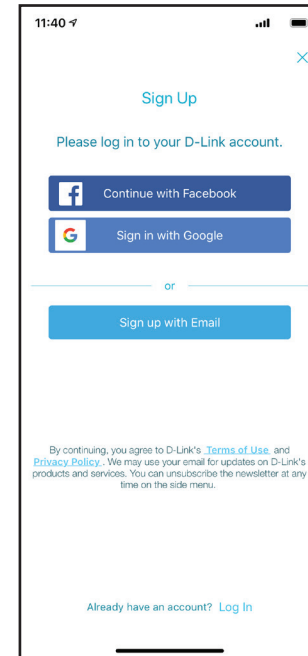 11:40
Sign Up
Please log in to your D-Link account.
Continue with Facebook
Sign in with Google
or
Sign up with Email
By continuing, you agree to D-Link's Terms of Use and
Privacy Policy. We may use your email for updates on D-Link's
products and services. You can unsubscribe the newsletter at any
time on the side menu.
Already have an account? Log In